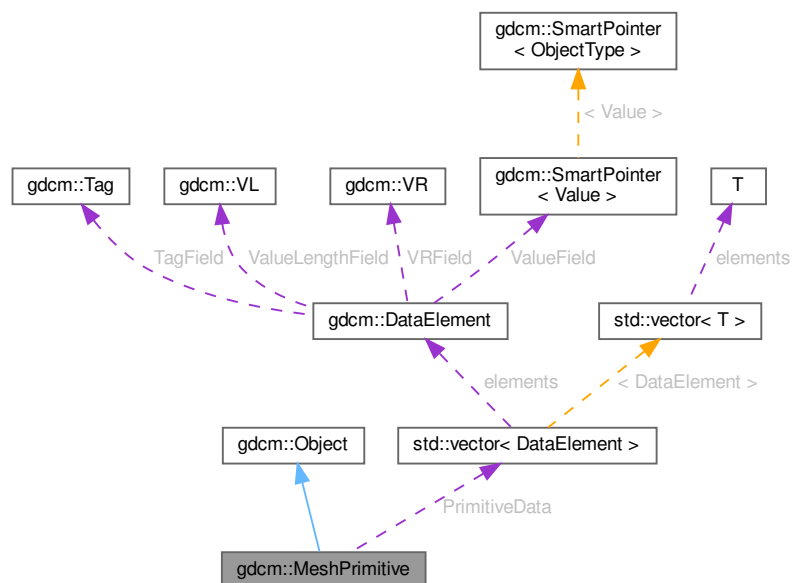 gdcm::SmartPointer
< ObjectType >
< Value >
gdcm::Tag
gdcm::VL
gdcm::VR
gdcm::SmartPointer
< Value >
T
TagField
ValueLengthField
VRField
ValueField
elements
gdcm::DataElement
std::vector< T >
elements
< DataElement >
gdcm::Object
std::vector< DataElement >
PrimitiveData
gdcm::MeshPrimitive